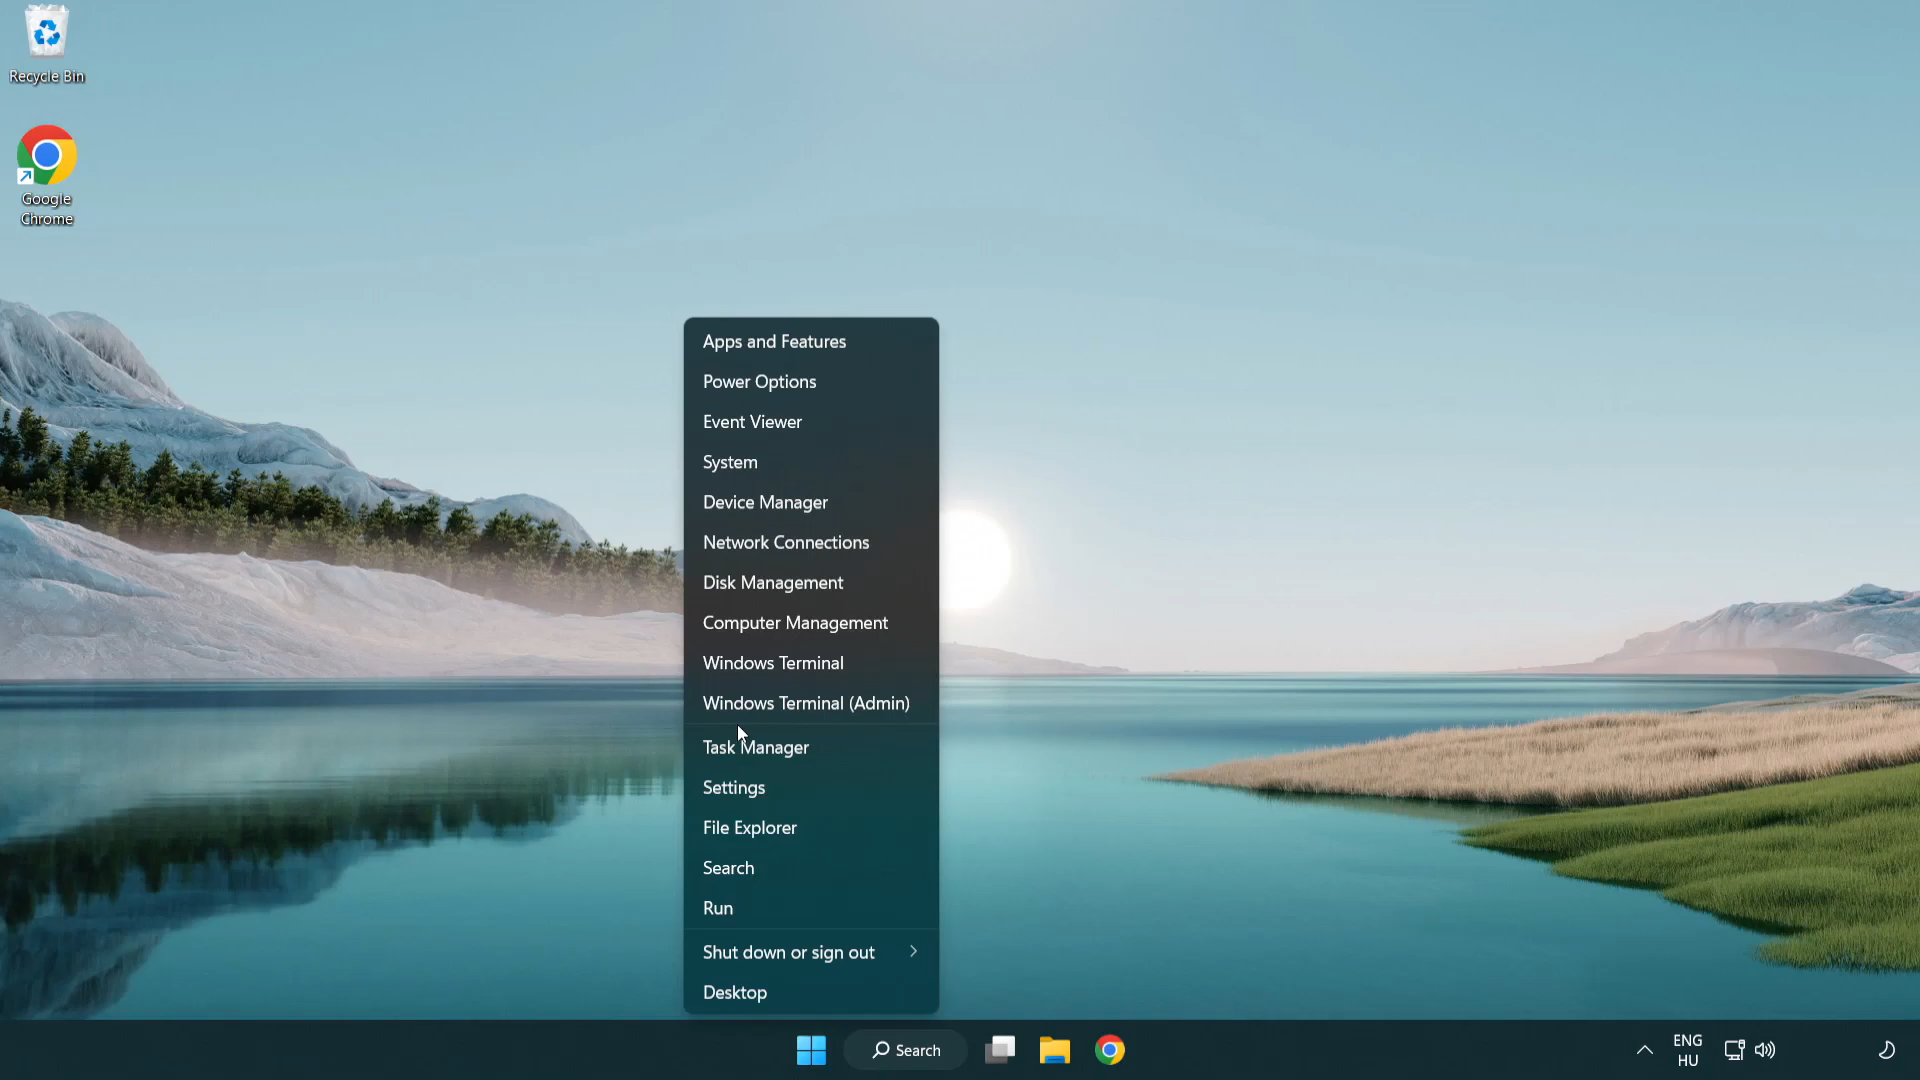 Recycle Bin
Google
Chrome
Apps and Features
Power Options
Event Viewer
System
Device Manager
Network Connections
Disk Management
Computer Management
Windows Terminal
Windows Terminal (Admin)
Task Manager
Settings
File Explorer
Search
Run
Shut down or sign out
Desktop
Search
ENG
HU